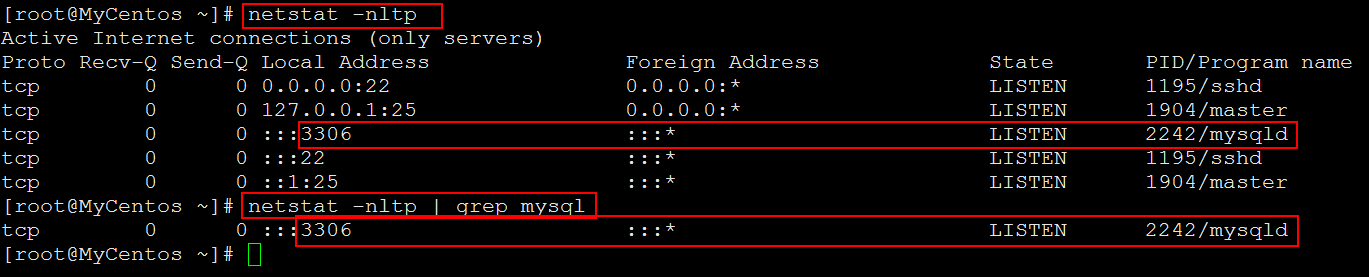 [root@MyCentos ~]# netstat -nltp
Active Internet connections (only servers)
Proto Recv-Q Send-Q Local Address               Foreign Address             State       PID/Program name
tcp        0      0 0.0.0.0:22                  0.0.0.0:*                   LISTEN      1195/sshd
tcp        0      0 127.0.0.1:25                0.0.0.0:*                   LISTEN      1904/master
tcp        0      0 :::3306                     :::*                        LISTEN      2242/mysqld
tcp        0      0 :::22                       :::*                        LISTEN      1195/sshd
tcp        0      0 ::1:25                      :::*                        LISTEN      1904/master
[root@MyCentos ~]# netstat -nltp | grep mysql
tcp        0      0 :::3306                     :::*                        LISTEN      2242/mysqld
[root@MyCentos ~]#